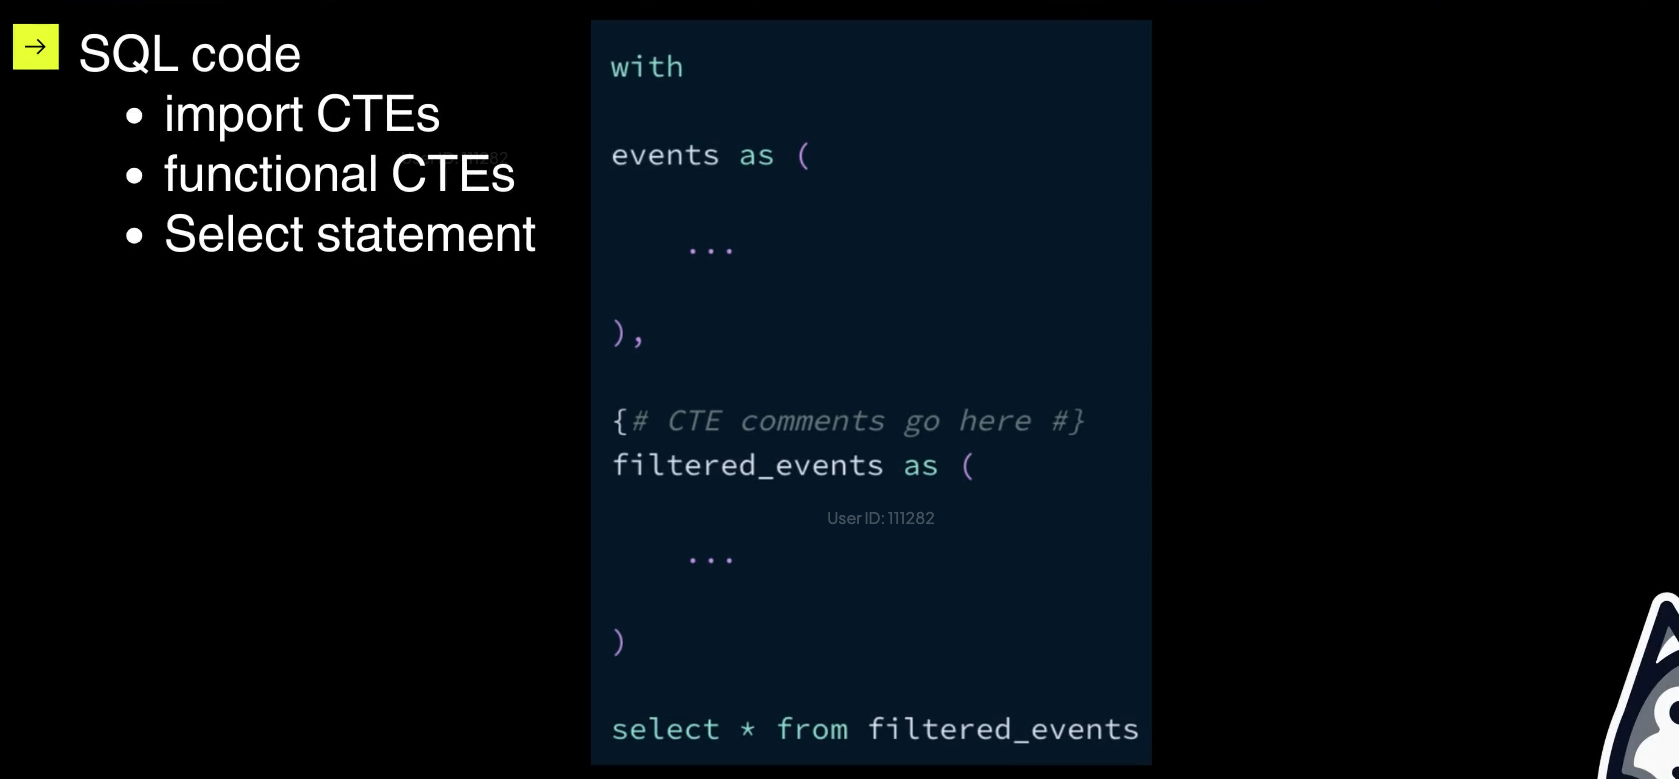 → SQL code
• import CTEs
• functional CTEs
• Select statement
with
events as (
...
),
{# CTE comments go here #}
filtered_events as (
User ID: 111282
...
)
select * from filtered_events